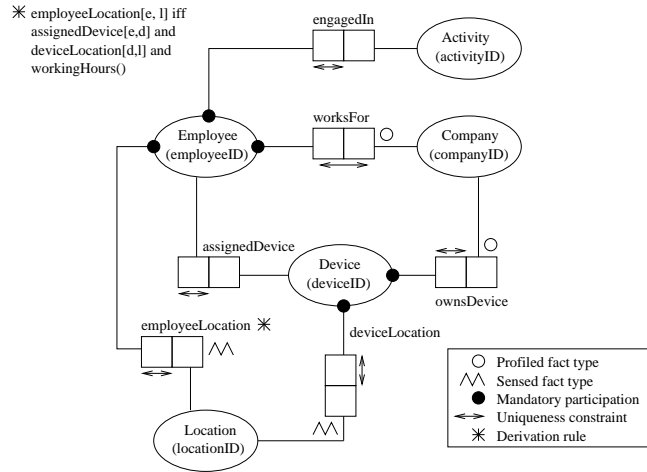 employeeLocation[e, l] iff
assignedDevice[e,d] and
deviceLocation[d,l] and
workingHours()
engagedIn
Activity
(activityID)
Employee
(employeeID)
worksFor
Company
(companyID)
assignedDevice
Device
(deviceID)
ownsDevice
employeeLocation
deviceLocation
Location
(locationID)
Profiled fact type
Sensed fact type
Mandatory participation
Uniqueness constraint
Derivation rule